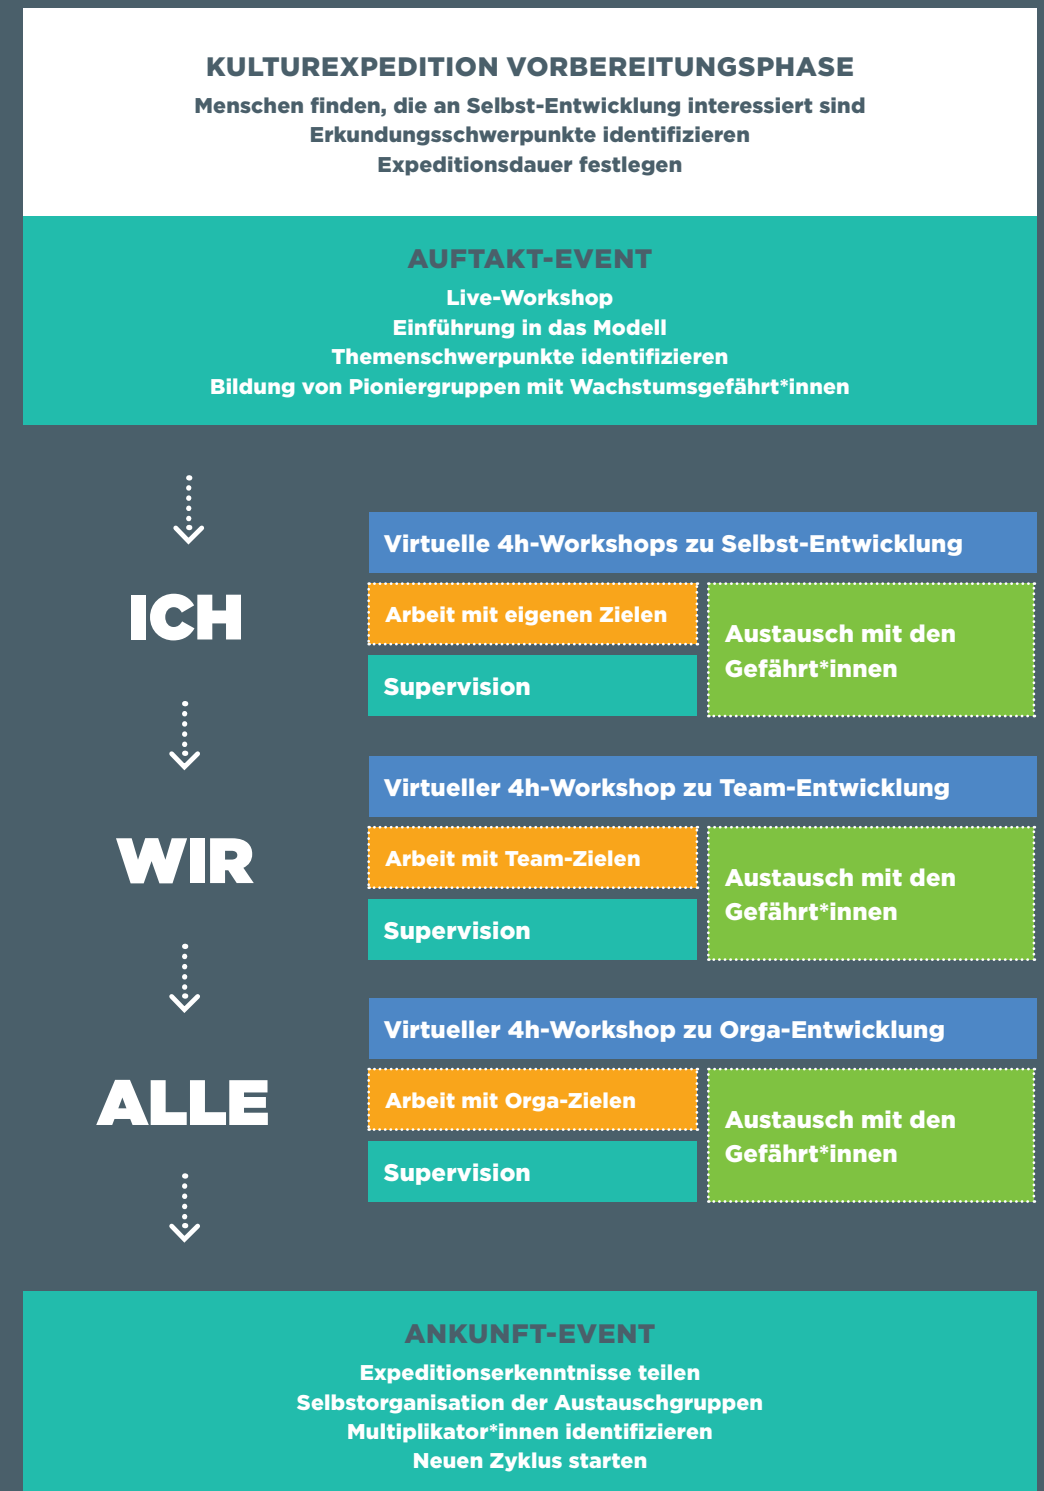 KULTUREXPEDITION VORBEREITUNGSPHASE
Menschen finden, die an Selbst-Entwicklung interessiert sind
Erkundungsschwerpunkte identifizieren
Expeditionsdauer festlegen
AUFTAKT-EVENT
Live-Workshop
Einführung in das Modell
Themenschwerpunkte identifizieren
Bildung von Pioniergruppen mit Wachstumsgefährt*innen
ICH
Virtuelle 4h-Workshops zu Selbst-Entwicklung
Arbeit mit eigenen Zielen
Supervision
Austausch mit den
Gefährt*innen
WIR
Virtueller 4h-Workshop zu Team-Entwicklung
Arbeit mit Team-Zielen
Supervision
Austausch mit den
Gefährt*innen
ALLE
Virtueller 4h-Workshop zu Orga-Entwicklung
Arbeit mit Orga-Zielen
Supervision
Austausch mit den
Gefährt*innen
ANKUNFT-EVENT
Expeditionserkenntnisse teilen
Selbstorganisation der Austauschgruppen
Multiplikator*innen identifizieren
Neuen Zyklus starten